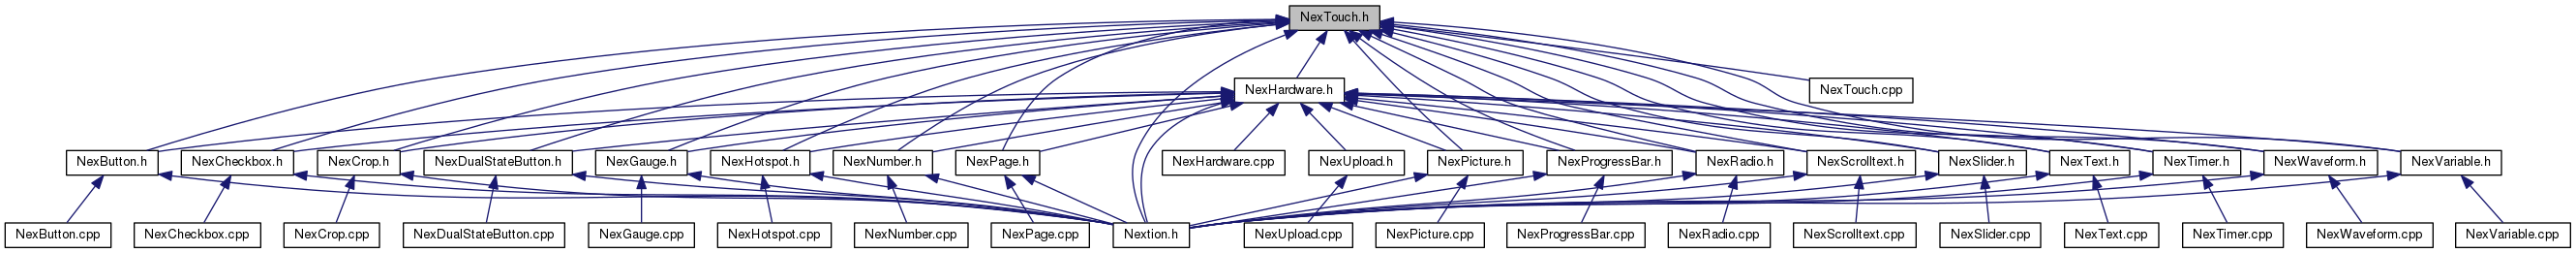 NexTouch.h
NexHardware.h
NexTouch.cpp
NexButton.h
NexCheckbox.h
NexCrop.h
NexDualStateButton.h
NexGauge.h
NexHotspot.h
NexNumber.h
NexPage.h
NexHardware.cpp
NexUpload.h
NexPicture.h
NexProgressBar.h
NexRadio.h
NexScrolltext.h
NexSlider.h
NexText.h
NexTimer.h
NexWaveform.h
NexVariable.h
NexButton.cpp
NexCheckbox.cpp
NexCrop.cpp
NexDualStateButton.cpp
NexGauge.cpp
NexHotspot.cpp
NexNumber.cpp
NexPage.cpp
Nextion.h
NexUpload.cpp
NexPicture.cpp
NexProgressBar.cpp
NexRadio.cpp
NexScrolltext.cpp
NexSlider.cpp
NexText.cpp
NexTimer.cpp
NexWaveform.cpp
NexVariable.cpp